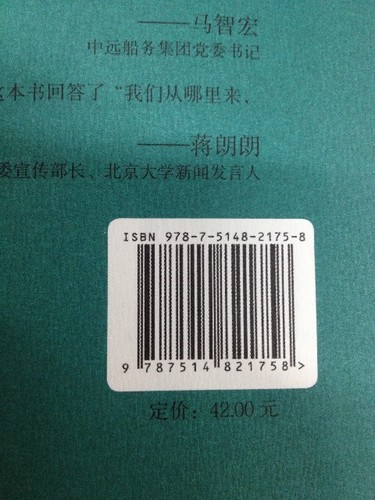 ——马智宏
中远船务集团党委书记
这本书回答了“我们从哪里来、
——蒋朗朗
委宣传部长、北京大学新闻发言人
ISBN 978-7-5148-2175-8
9 787514 821758 >
定价: 42.00 元